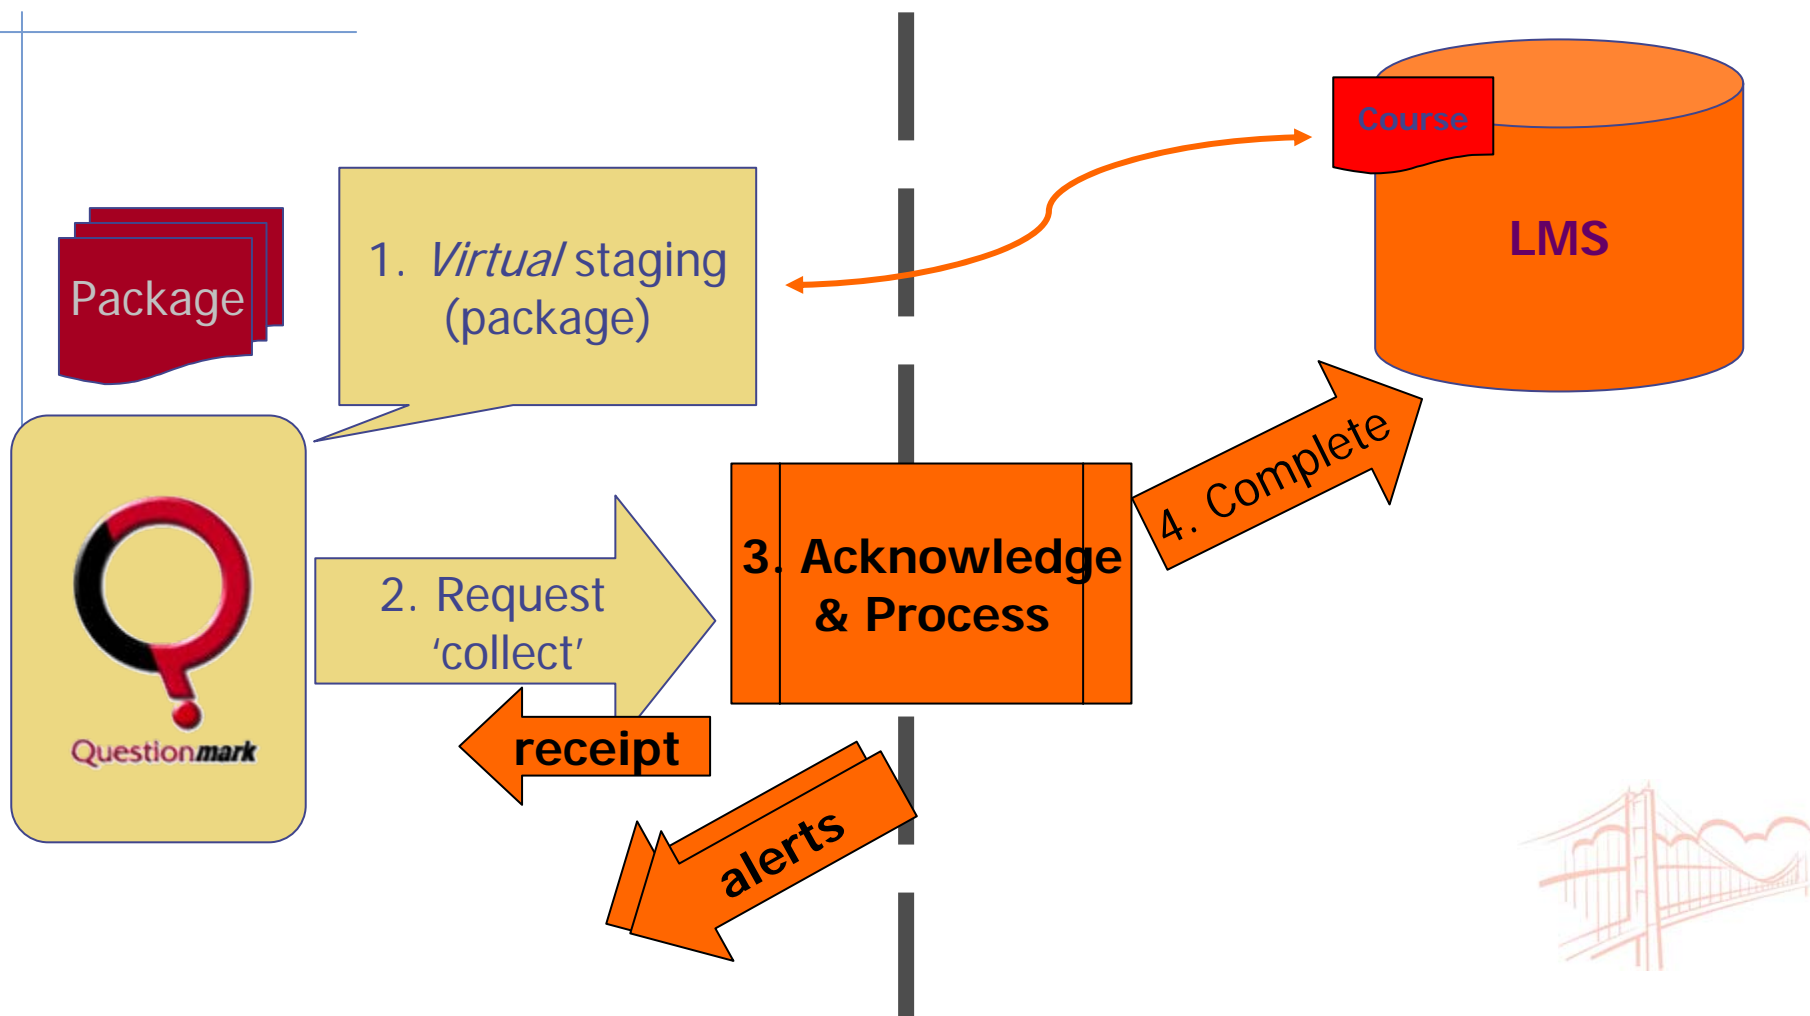 Package
1. Virtual staging
(package)
Course
LMS
Questionmark
2. Request
‘collect’
3. Acknowledge
& Process
4. Complete
receipt
alerts